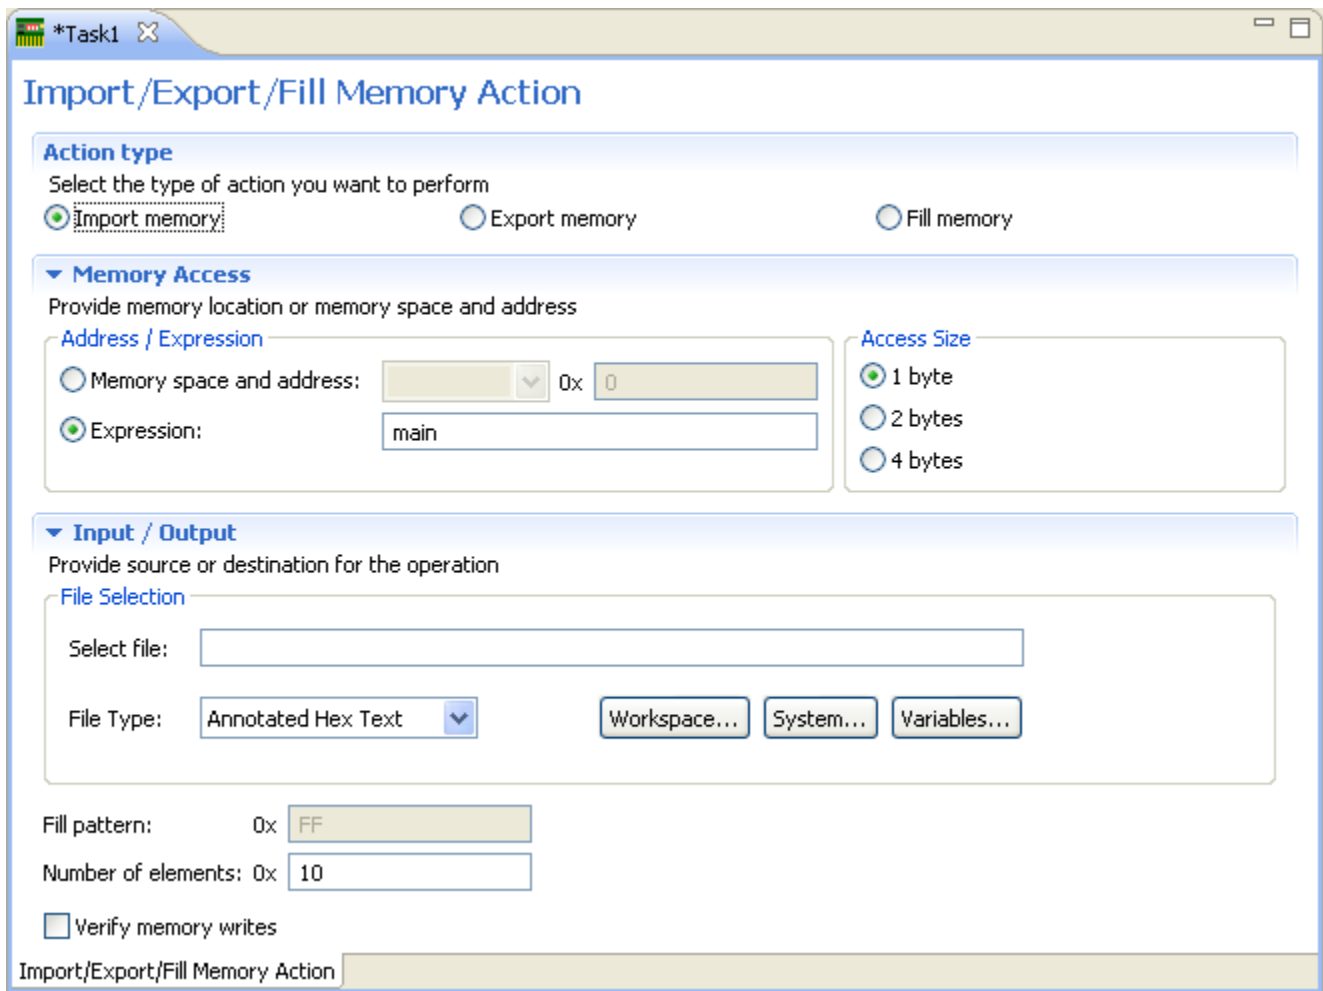 *Task1
Import/Export/Fill Memory Action
Action type
Select the type of action you want to perform
Import memory Export memory Fill memory
Memory Access
Provide memory location or memory space and address
Address / Expression Access Size
Memory space and address: 0x 0 1 byte
2 bytes
Expression: main
4 bytes
Input / Output
Provide source or destination for the operation
File Selection
Select file:
File Type: Annotated Hex Text Workspace... System... Variables...
Fill pattern: 0x FF
Number of elements: 0x 10
Verify memory writes
Import/Export/Fill Memory Action